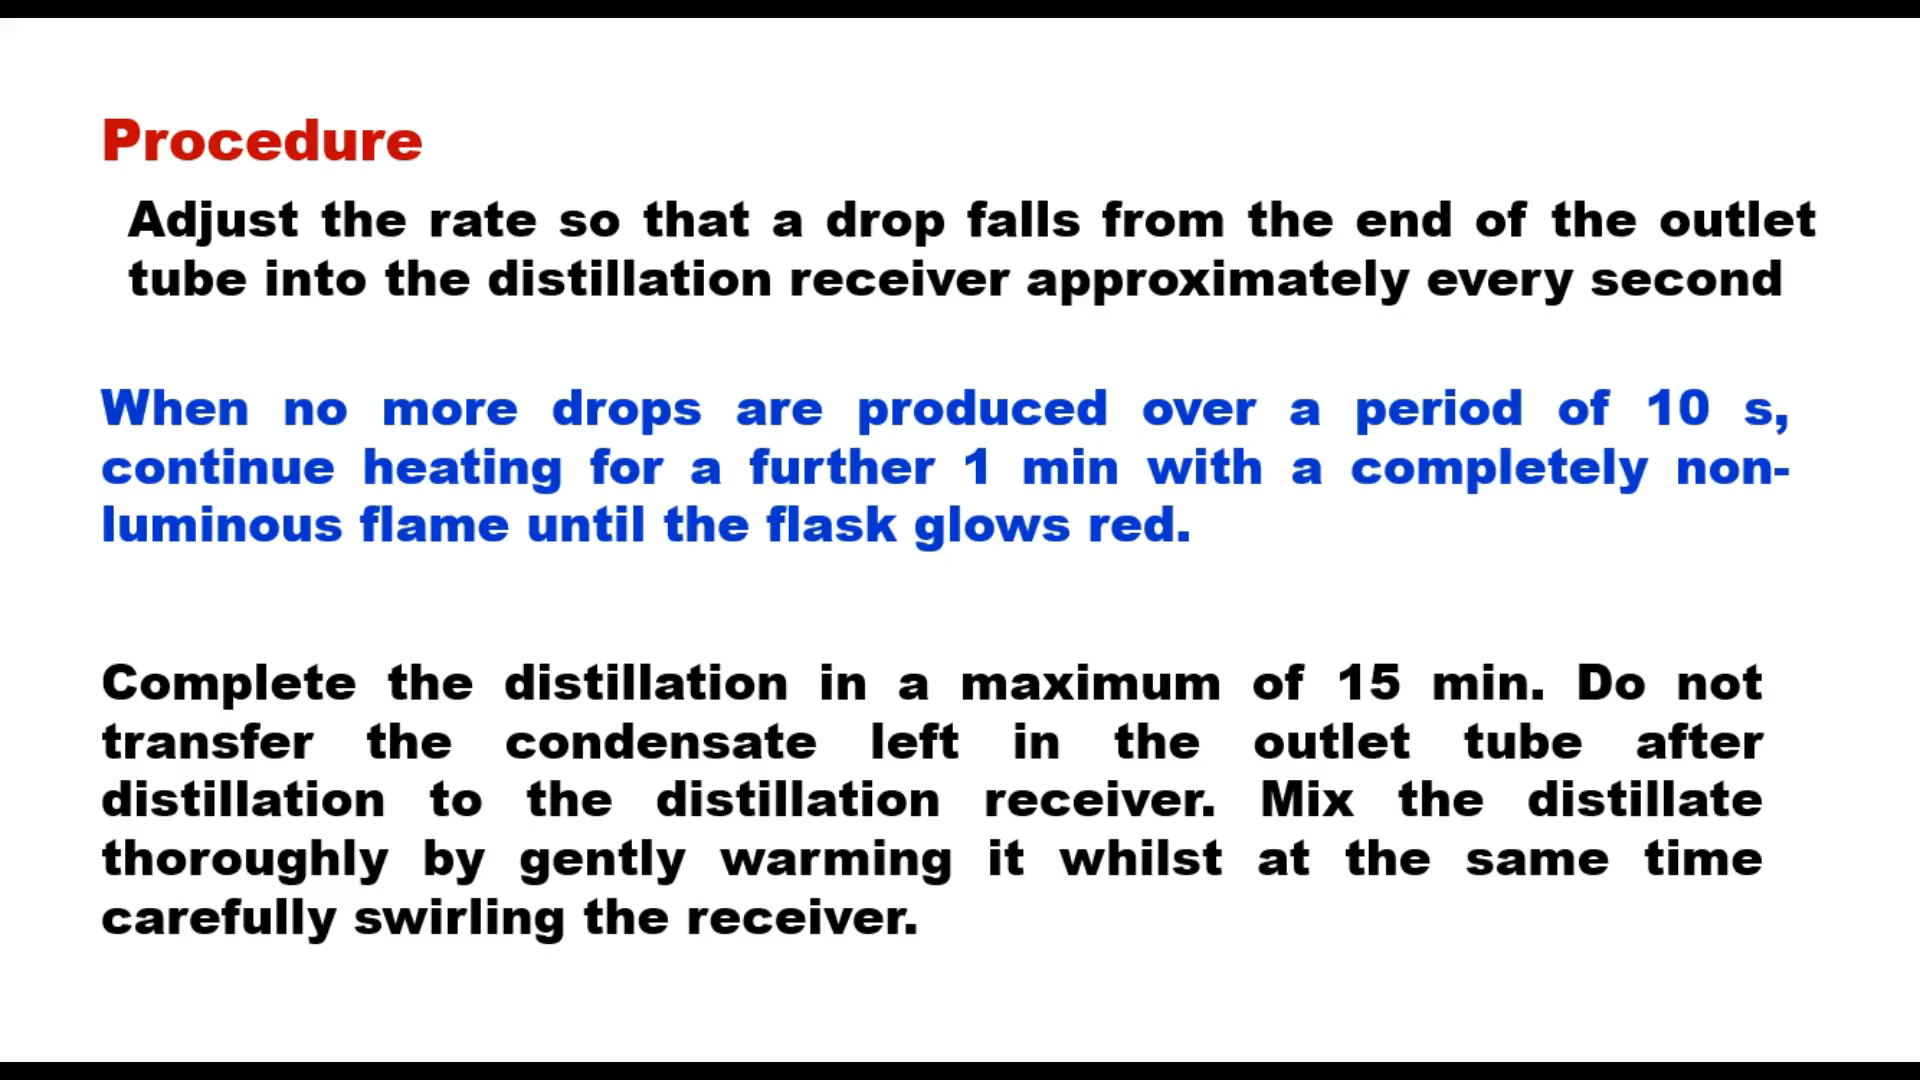 Procedure
Adjust the rate so that a drop falls from the end of the outlet
tube into the distillation receiver approximately every second
When no more drops are produced over a period of 10 s,
continue heating for a further 1 min with a completely non-
luminous flame until the flask glows red.
Complete the distillation in a maximum of 15 min. Do not
transfer the condensate left in the outlet tube after
distillation to the distillation receiver. Mix the distillate
thoroughly by gently warming it whilst at the same time
carefully swirling the receiver.